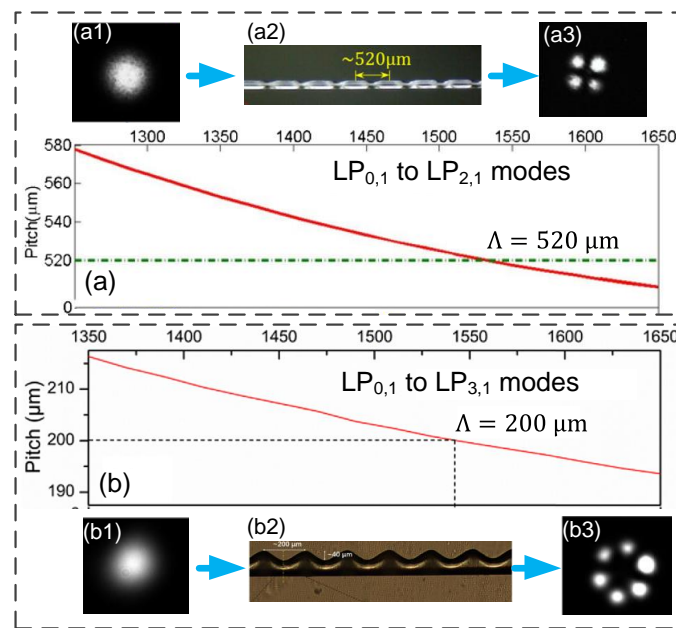 (a1)
(a2)
(a3)
~520μm
1300 1350 1400 1450 1500 1540 1600 1650
580
560
540
520
0
Pitch(μm)
LP0,1 to LP2,1 modes
Λ = 520 μm
(a)
1350 1400 1450 1500 1550 1600 1650
210
200
190
Pitch (μm)
LP0,1 to LP3,1 modes
Λ = 200 μm
(b)
(b1)
(b2)
(b3)
~200 μm
~40 μm